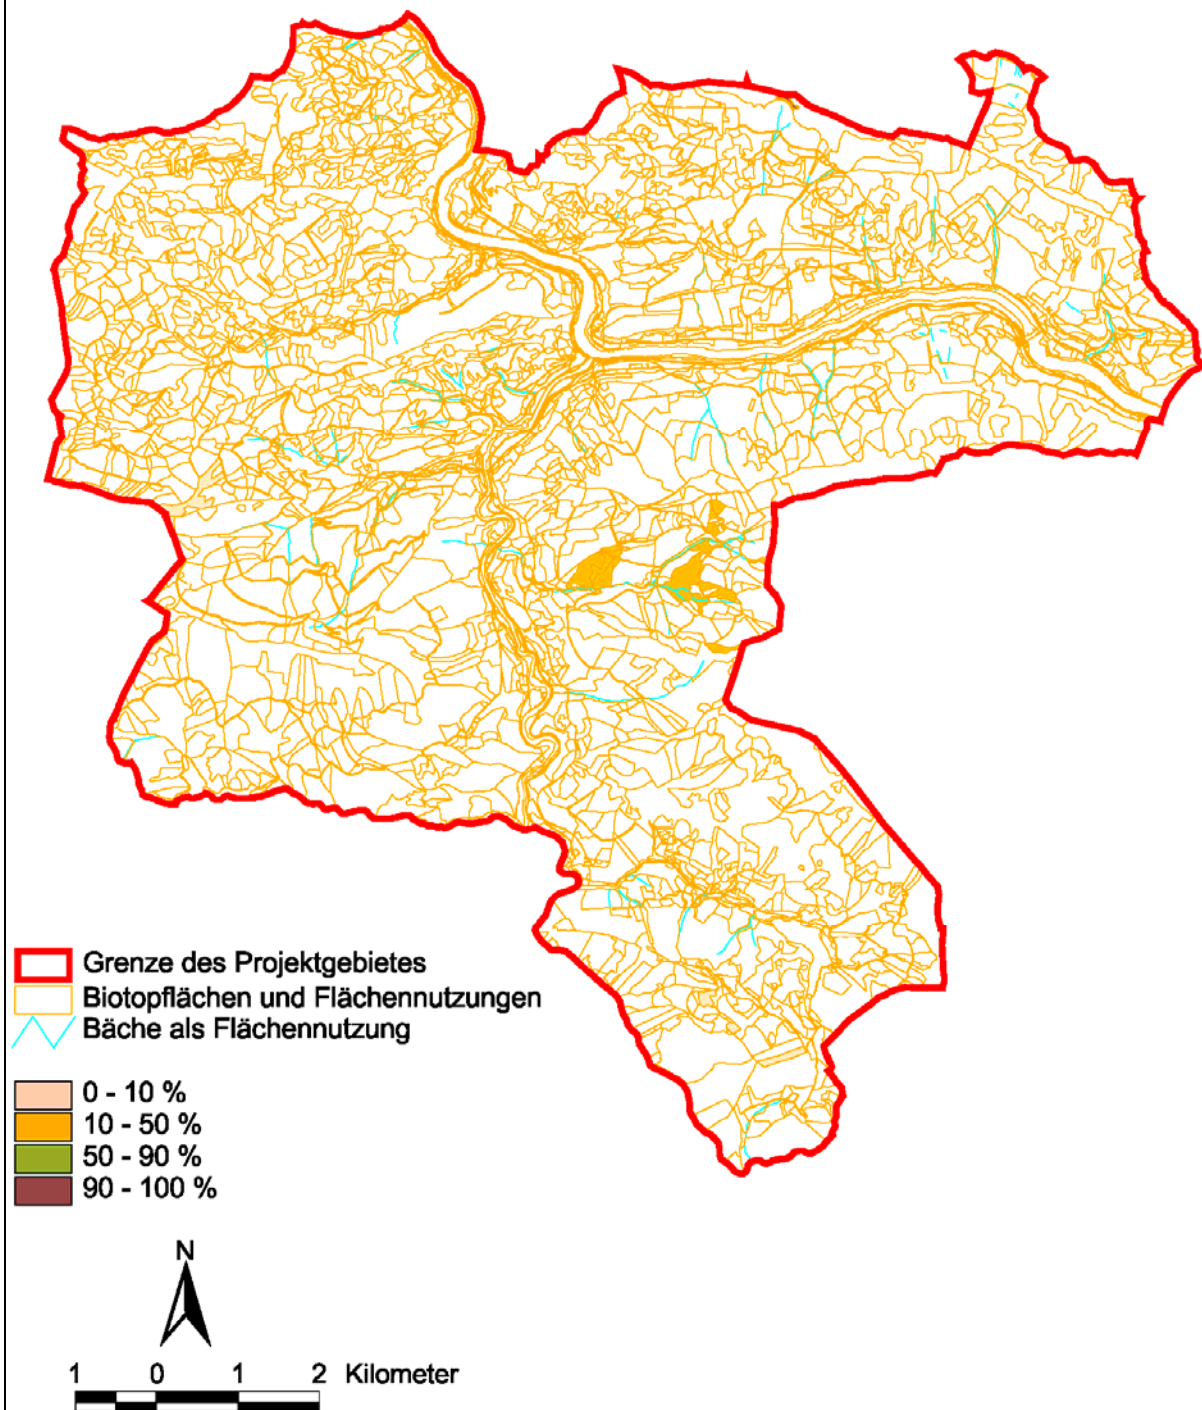 Grenze des Projektgebietes
Biotopflächen und Flächennutzungen
Bäche als Flächennutzung
0 - 10 %
10 - 50 %
50 - 90 %
90 - 100 %
N
1 0 1 2 Kilometer